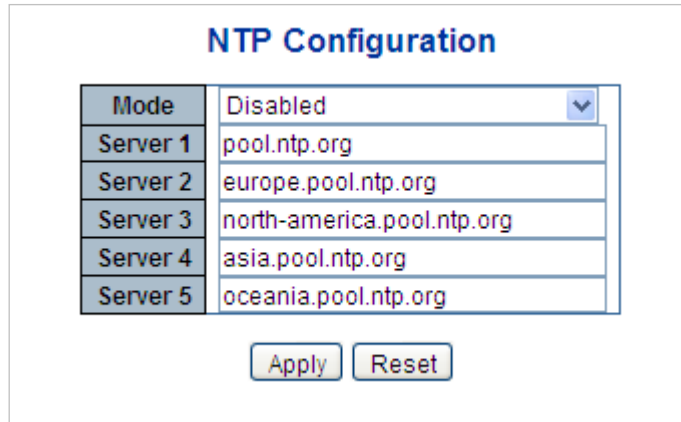 NTP Configuration
Mode Disabled
Server 1 pool.ntp.org
Server 2 europe.pool.ntp.org
Server 3 north-america.pool.ntp.org
Server 4 asia.pool.ntp.org
Server 5 oceania.pool.ntp.org
Apply Reset